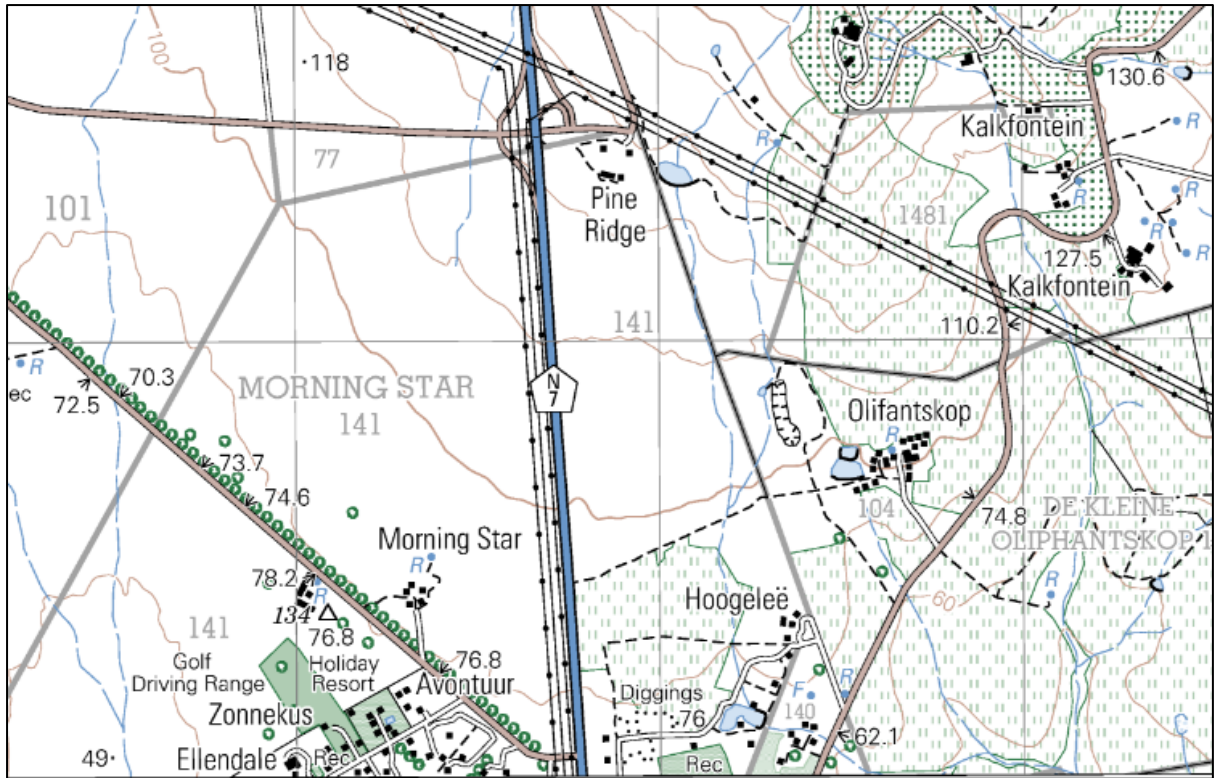 100
118
130.6
R
Kalkfontein
R
77
Pine
Ridge
R
R
101
1481
R
R
127.5
R
Kalkfontein
141
110.2
R
ec
70.3
72.5
N
7
MORNING STAR
141
Olifantskop
R
73.7
74.6
74.8
104
DE KLEINE
OLIPHANTSKOP 1
Morning Star
R
78.2
R
R
134
76.8
60
Hoogeleë
141
Golf
Driving Range
Holiday
Resort
76.8
Avontuur
R
Diggings
F
76
140
Zonnekus
62.1
C
49
Ellendale
Rec
Rec